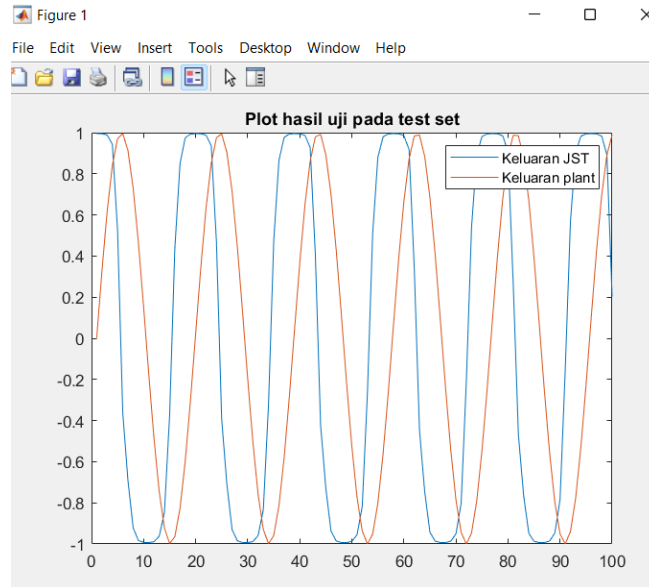 Figure 1
File Edit View Insert Tools Desktop Window Help
Plot hasil uji pada test set
Keluaran JST
Keluaran plant
1
0.8
0.6
0.4
0.2
0
-0.2
-0.4
-0.6
-0.8
-1
0 10 20 30 40 50 60 70 80 90 100